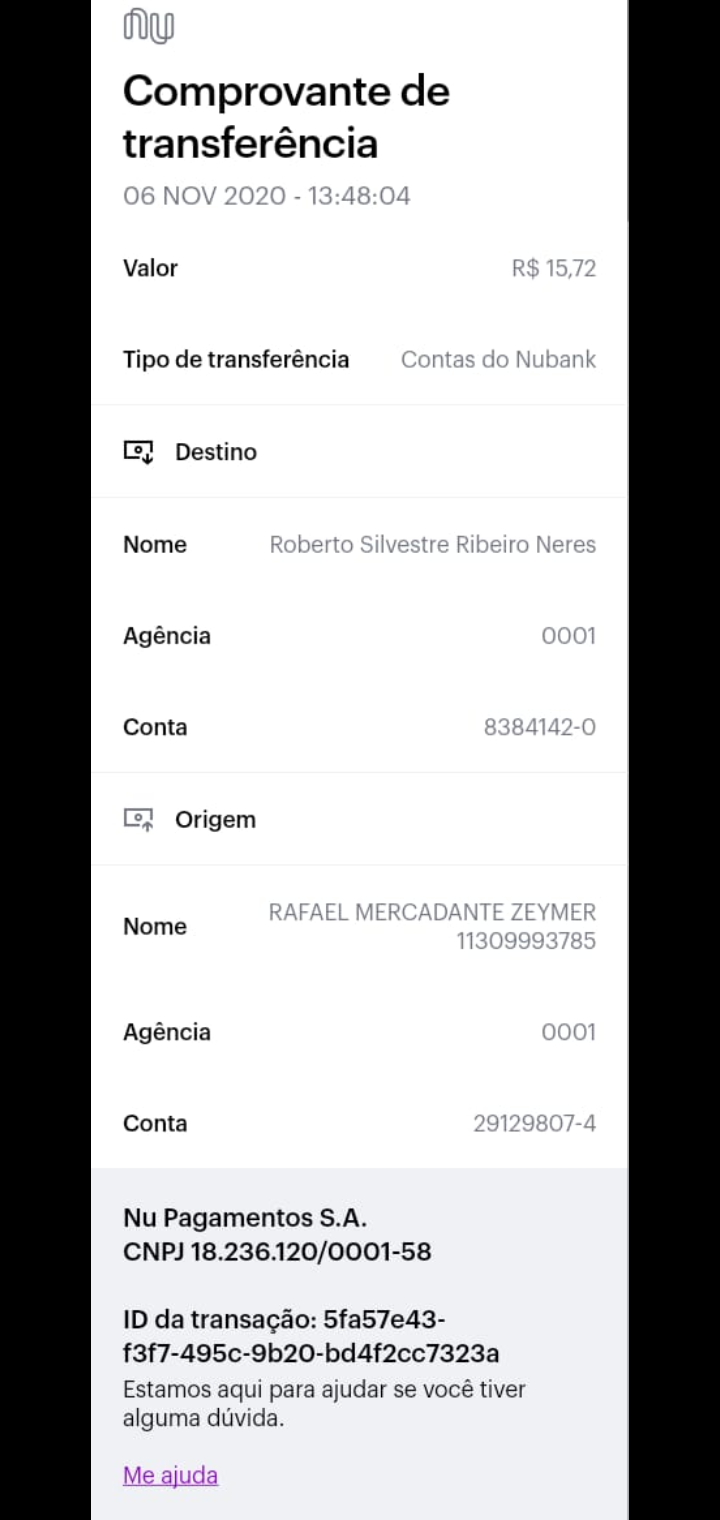 nu
Comprovante de
transferência
06 NOV 2020 - 13:48:04
Valor R$ 15,72
Tipo de transferência Contas do Nubank
Destino
Nome Roberto Silvestre Ribeiro Neres
Agência 0001
Conta 8384142-0
Origem
Nome RAFAEL MERCADANTE ZEYMER
11309993785
Agência 0001
Conta 29129807-4
Nu Pagamentos S.A.
CNPJ 18.236.120/0001-58
ID da transação: 5fa57e43-
f3f7-495c-9b20-bd4f2cc7323a
Estamos aqui para ajudar se você tiver
alguma dúvida.
Me ajuda